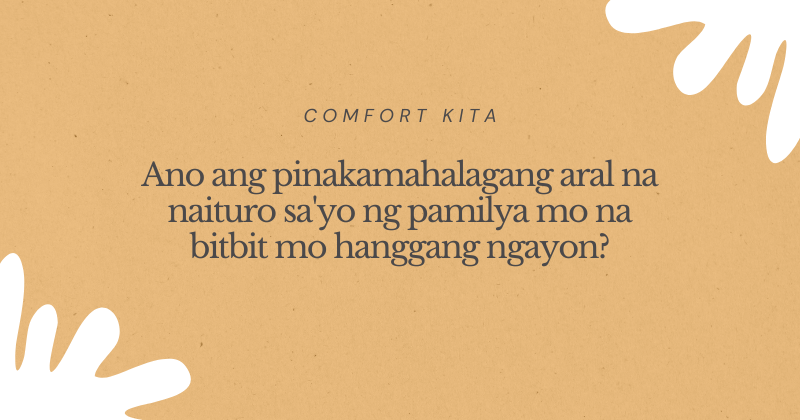 COMFORT KITA
Ano ang pinakamahalagang aral na
naituro sa'yo ng pamilya mo na
bitbit mo hanggang ngayon?